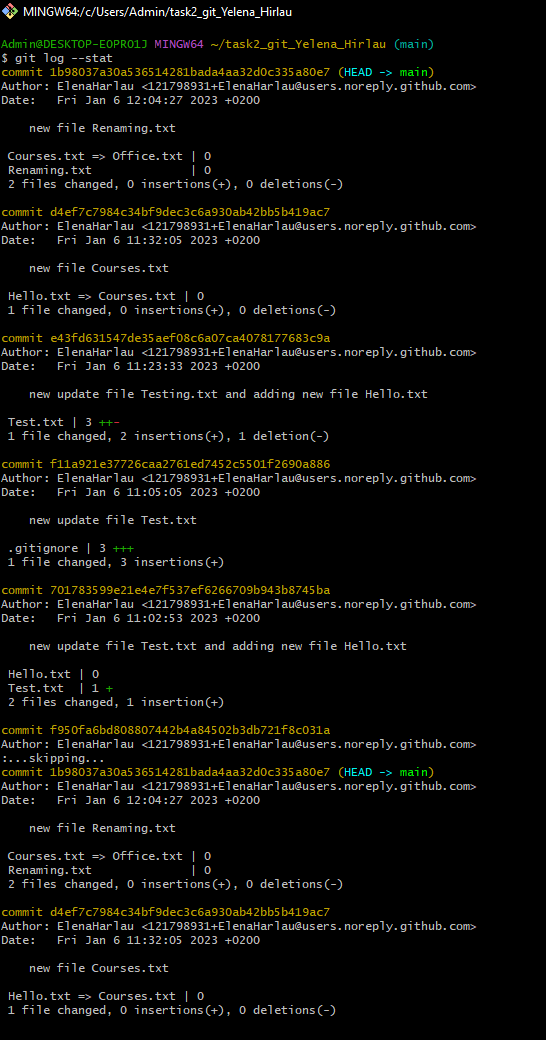 MINGW64:/c/Users/Admin/task2_git_Yelena_Hirlau
Admin@DESKTOP-EOPRO1J MINGW64 ~/task2_git_Yelena_Hirlau (main)
$ git log --stat
commit 1b98037a30a536514281bada4aa32d0c335a80e7 (HEAD -> main)
Author: ElenaHarlau <121798931+ElenaHarlau@users.noreply.github.com>
Date:   Fri Jan 6 12:04:27 2023 +0200
new file Renaming.txt
Courses.txt => Office.txt | 0
Renaming.txt              | 0
2 files changed, 0 insertions(+), 0 deletions(-)
commit d4ef7c7984c34bf9dec3c6a930ab42bb5b419ac7
Author: ElenaHarlau <121798931+ElenaHarlau@users.noreply.github.com>
Date:   Fri Jan 6 11:32:05 2023 +0200
new file Courses.txt
Hello.txt => Courses.txt | 0
1 file changed, 0 insertions(+), 0 deletions(-)
commit e43fd631547de35aef08c6a07ca4078177683c9a
Author: ElenaHarlau <121798931+ElenaHarlau@users.noreply.github.com>
Date:   Fri Jan 6 11:23:33 2023 +0200
new update file Testing.txt and adding new file Hello.txt
Test.txt | 3 ++-
1 file changed, 2 insertions(+), 1 deletion(-)
commit f11a921e37726caa2761ed7452c5501f2690a886
Author: ElenaHarlau <121798931+ElenaHarlau@users.noreply.github.com>
Date:   Fri Jan 6 11:05:05 2023 +0200
new update file Test.txt
.gitignore | 3 +++
1 file changed, 3 insertions(+)
commit 701783599e21e4e7f537ef6266709b943b8745ba
Author: ElenaHarlau <121798931+ElenaHarlau@users.noreply.github.com>
Date:   Fri Jan 6 11:02:53 2023 +0200
new update file Test.txt and adding new file Hello.txt
Hello.txt | 0
Test.txt  | 1 +
2 files changed, 1 insertion(+)
commit f950fa6bd808807442b4a84502b3db721f8c031a
Author: ElenaHarlau <121798931+ElenaHarlau@users.noreply.github.com>
:...skipping...
commit 1b98037a30a536514281bada4aa32d0c335a80e7 (HEAD -> main)
Author: ElenaHarlau <121798931+ElenaHarlau@users.noreply.github.com>
Date:   Fri Jan 6 12:04:27 2023 +0200
new file Renaming.txt
Courses.txt => Office.txt | 0
Renaming.txt              | 0
2 files changed, 0 insertions(+), 0 deletions(-)
commit d4ef7c7984c34bf9dec3c6a930ab42bb5b419ac7
Author: ElenaHarlau <121798931+ElenaHarlau@users.noreply.github.com>
Date:   Fri Jan 6 11:32:05 2023 +0200
new file Courses.txt
Hello.txt => Courses.txt | 0
1 file changed, 0 insertions(+), 0 deletions(-)